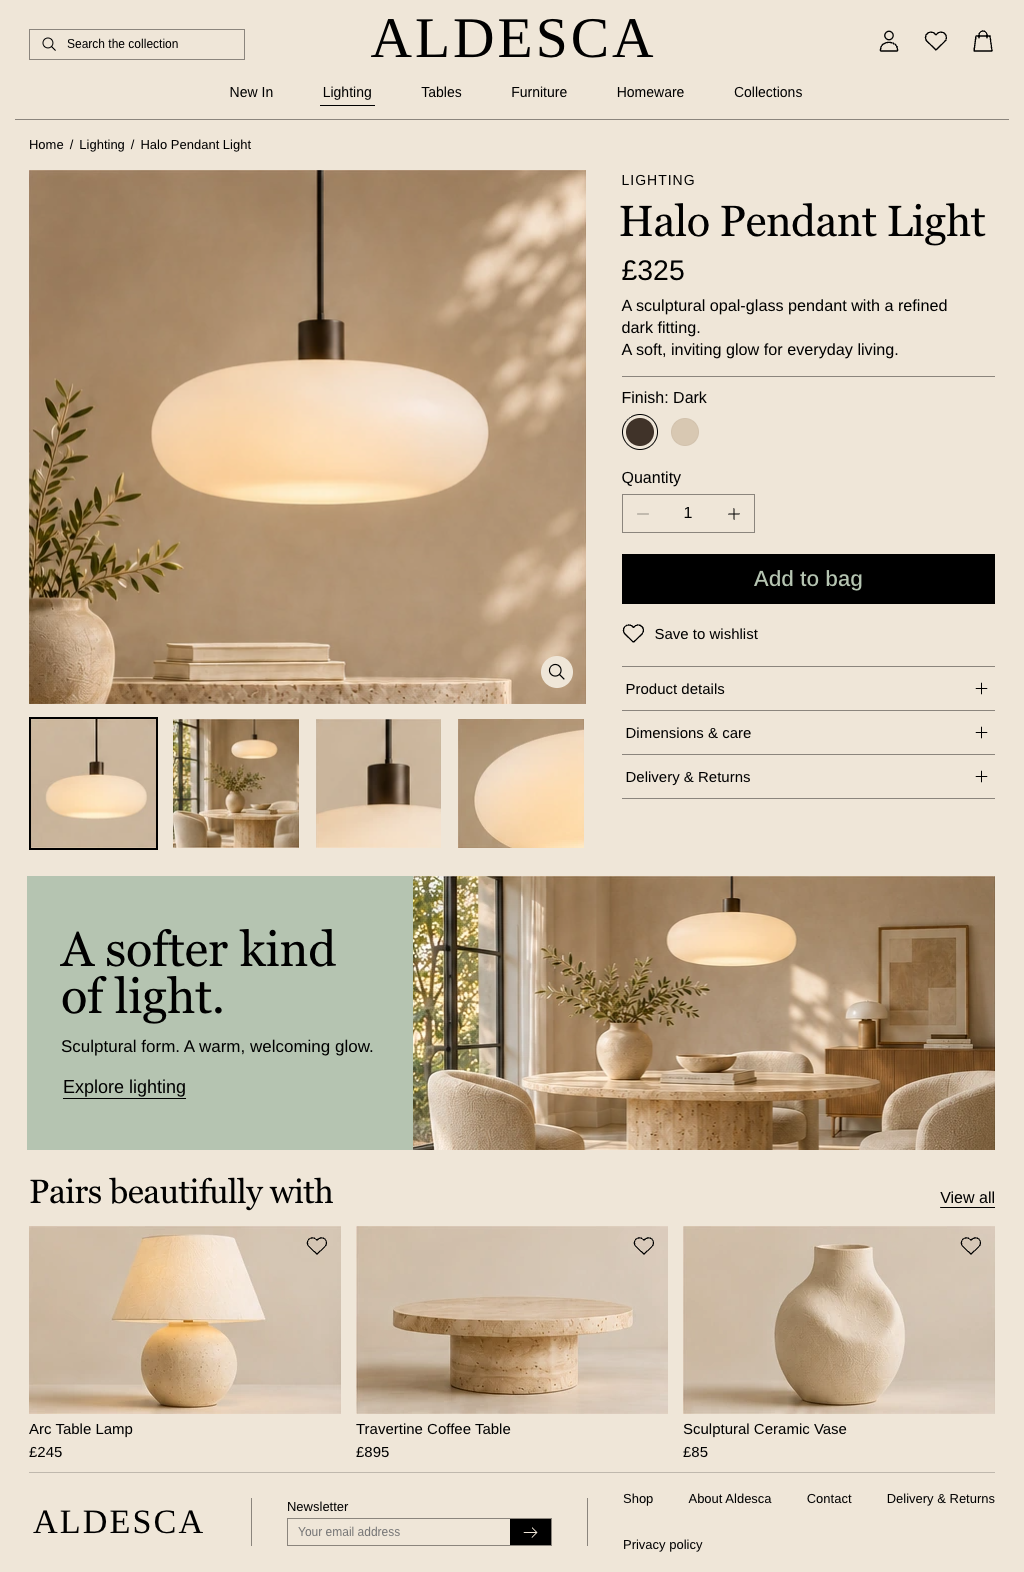 Search the collection
ALDESCA
New In
Lighting
Tables
Furniture
Homeware
Collections
Home / Lighting / Halo Pendant Light
LIGHTING
Halo Pendant Light
£325
A sculptural opal-glass pendant with a refined
dark fitting.
A soft, inviting glow for everyday living.
Finish: Dark
Quantity
1
Add to bag
Save to wishlist
Product details
Dimensions & care
Delivery & Returns
A softer kind
of light.
Sculptural form. A warm, welcoming glow.
Explore lighting
Pairs beautifully with
View all
Arc Table Lamp
£245
Travertine Coffee Table
£895
Sculptural Ceramic Vase
£85
ALDESCA
Newsletter
Your email address
Shop
About Aldesca
Contact
Delivery & Returns
Privacy policy